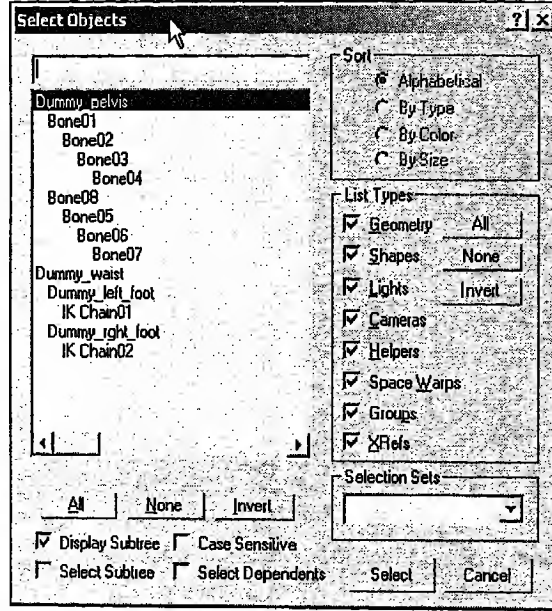 Select Objects
Dummy_pelvis
Bone01
Bone02
Bone03
Bone04
Bone08
Bone05
Bone06
Bone07
Dummy_waist
Dummy_left_foot
IK Chain01
Dummy_rght_foot
IK Chain02
All None Invert
Display Subtree Case Sensitive
Select Subtree Select Dependents
Sort
Alphabetical
By Type
By Color
By Size
List Types
Geometry All
Shapes None
Lights Invert
Cameras
Helpers
Space Warps
Groups
XRefs
Selection Sets
Select Cancel